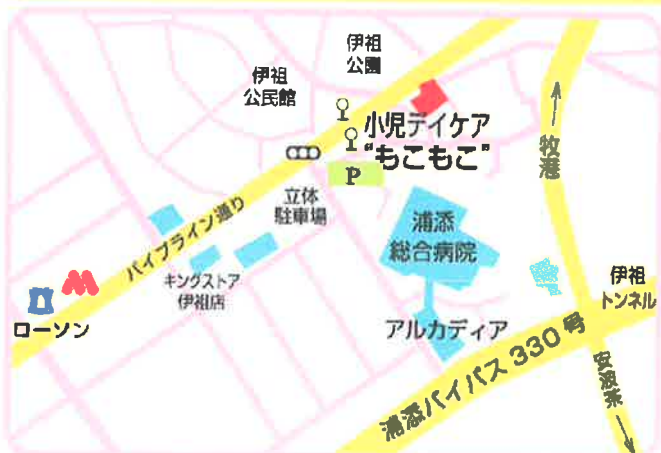 伊祖
公園
伊祖
公民館
小児デイケア
"もこもこ"
P
立体
駐車場
パイプライン通り
キングストア
伊祖店
ローソン
浦添
総合病院
アルカディア
牧港
伊祖
トンネル
浦添バイパス330号
安波茶